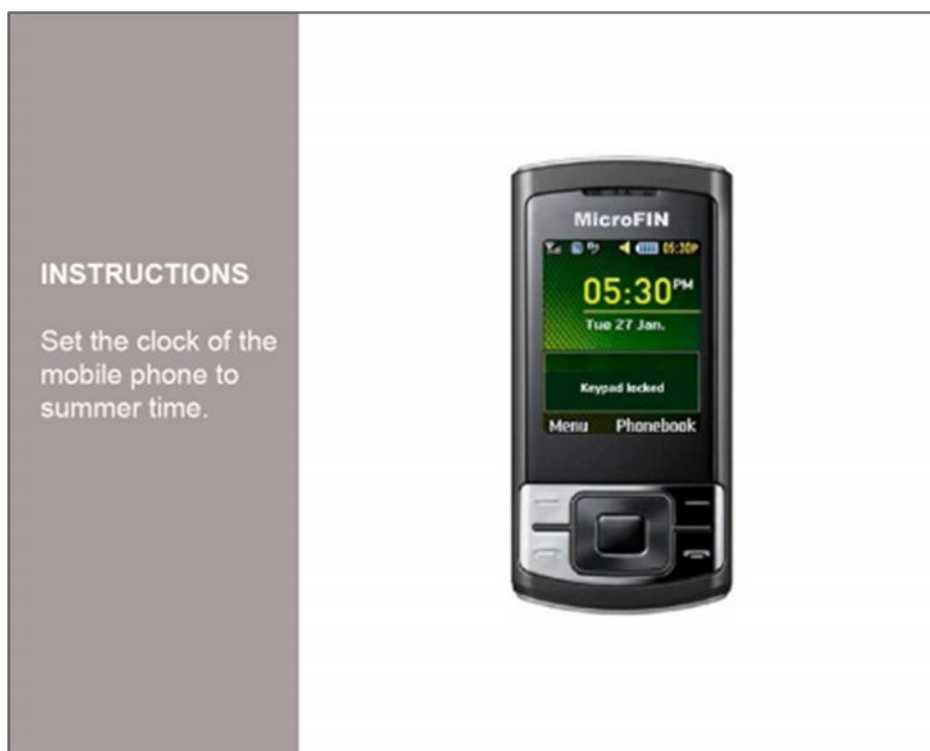 INSTRUCTIONS
Set the clock of the
mobile phone to
summer time.
MicroFIN
05:30P
05:30PM
Tue 27 Jan.
Keypad locked
Menu Phonebook